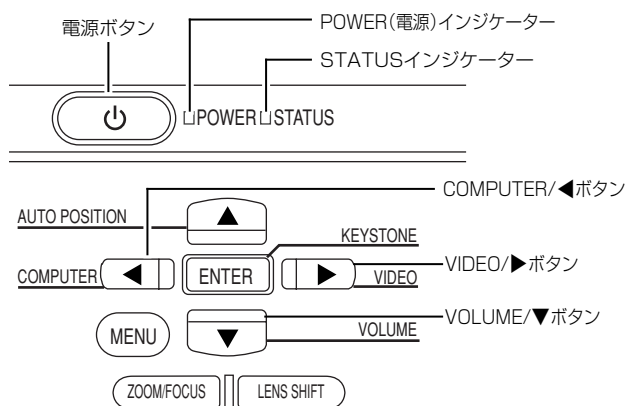 電源ボタン
POWER(電源)インジケーター
STATUSインジケーター
POWER STATUS
COMPUTER/◀ボタン
AUTO POSITION
KEYSTONE
COMPUTER ENTER VIDEO
VIDEO/▶ボタン
VOLUME/▼ボタン
MENU
VOLUME
ZOOM/FOCUS LENS SHIFT